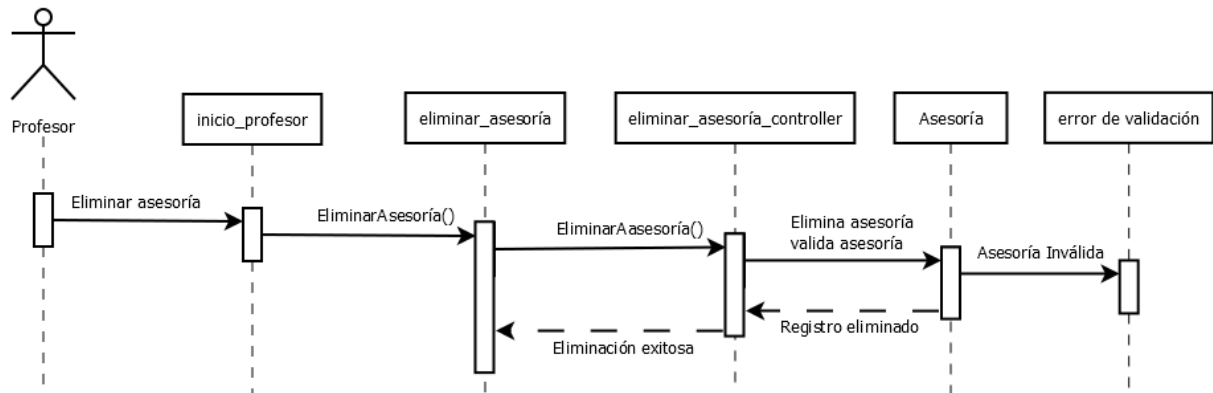 Profesor
inicio_profesor
eliminar_asesoría
eliminar_asesoría_controller
Asesoría
error de validación
Eliminar asesoría
EliminarAsesoría()
EliminarAasesoría()
Elimina asesoría
valida asesoría
Asesoría Inválida
Registro eliminado
Eliminación exitosa